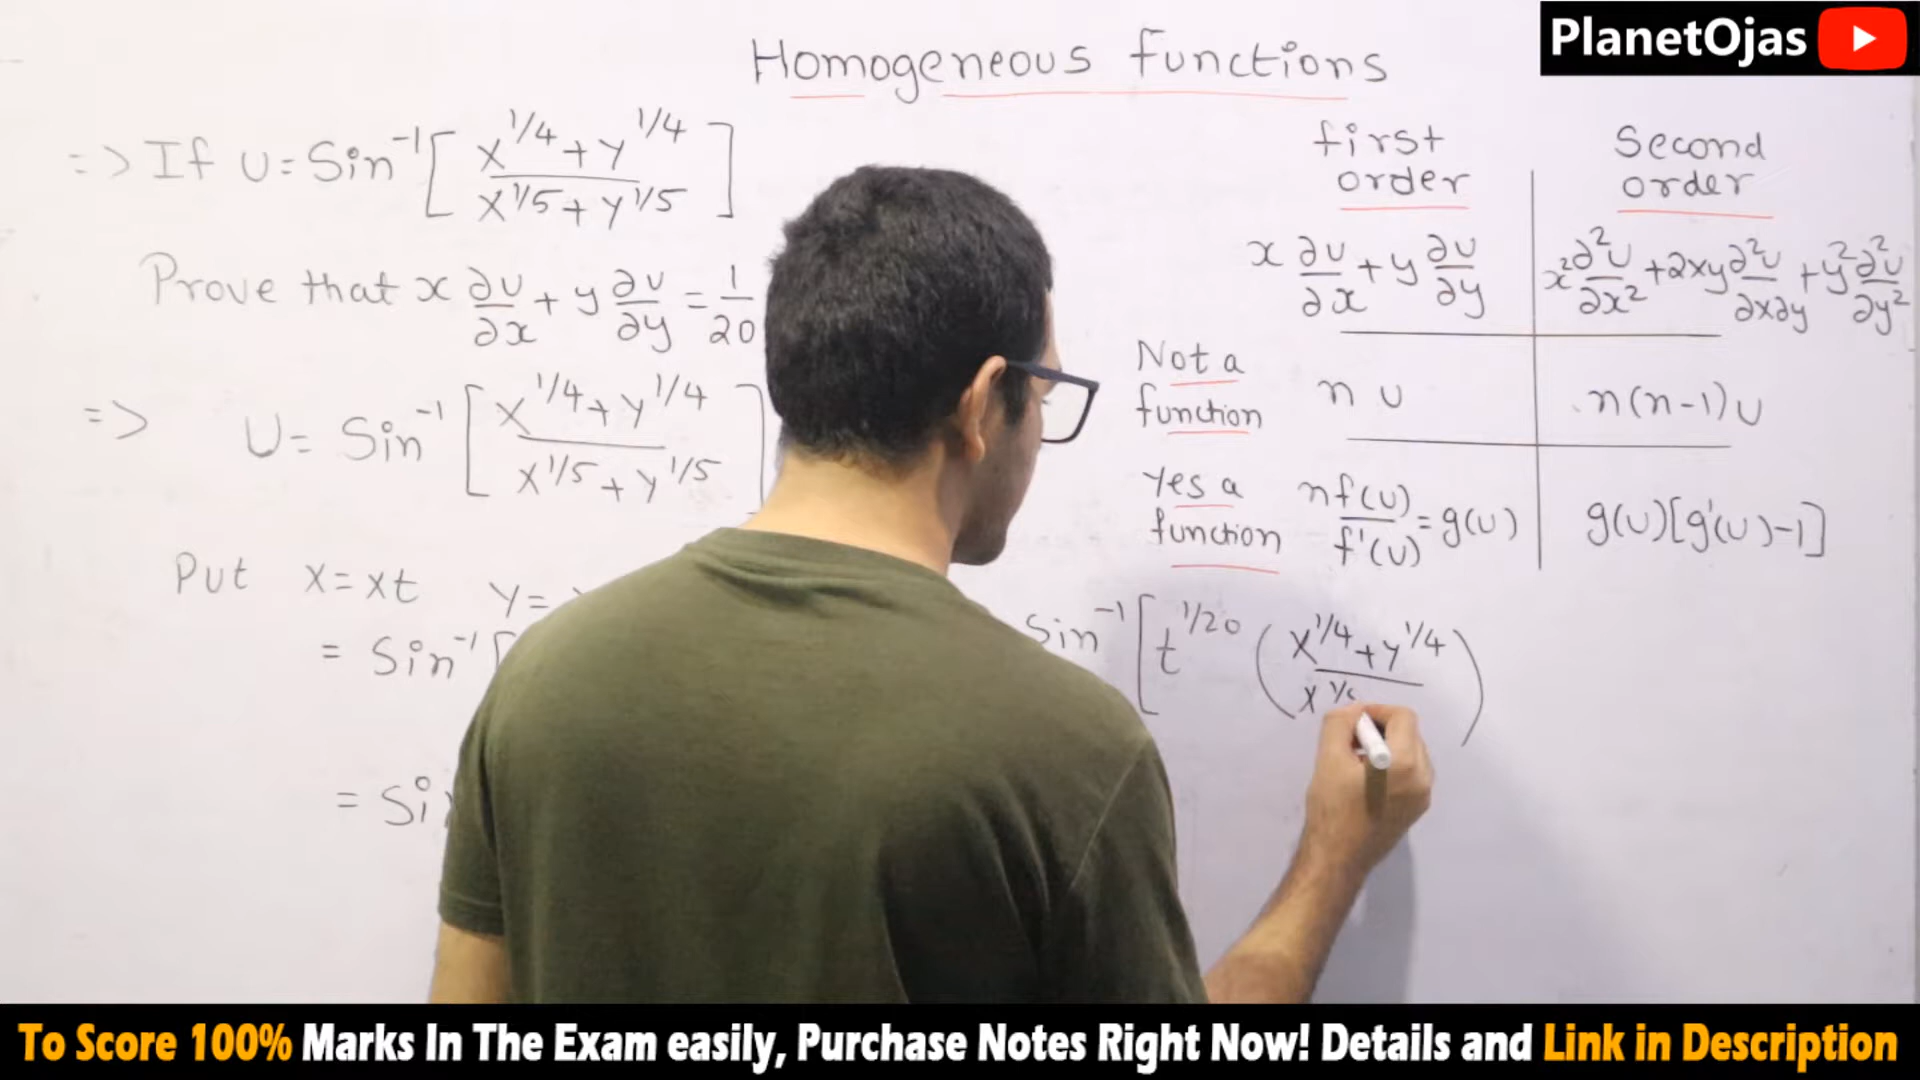 PlanetOjas
Homogeneous functions
=> If U = Sin⁻¹ [ (x^1/4 + y^1/4) / (x^1/5 + y^1/5) ]
Prove that x ∂u/∂x + y ∂u/∂y = 1/20
=> U = Sin⁻¹ [ (x^1/4 + y^1/4) / (x^1/5 + y^1/5) ]
Put x = xt y =
= Sin⁻¹ [
= Sin
first order
Second order
x ∂u/∂x + y ∂u/∂y
x² ∂²u/∂x² + 2xy ∂²u/∂x∂y + y² ∂²u/∂y²
Not a function
n u
n(n-1)u
Yes a function
nf(u)/f'(u) = g(u)
g(u)[g'(u)-1]
Sin⁻¹ [ t^1/20 ( (x^1/4 + y^1/4) / x
To Score 100% Marks In The Exam easily, Purchase Notes Right Now! Details and Link in Description